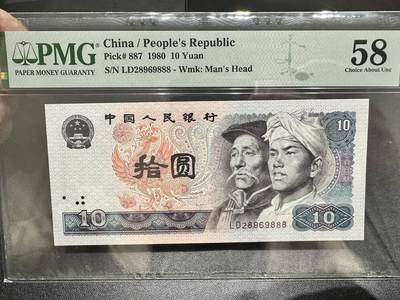 PMG
PAPER MONEY GUARANTY
China / People's Republic
Pick# 887 1980 10 Yuan
S/N LD28969888 - Wmk: Man's Head
58
Choice About Unc
中国人民银行
10
拾圆
10
10
LD28969888